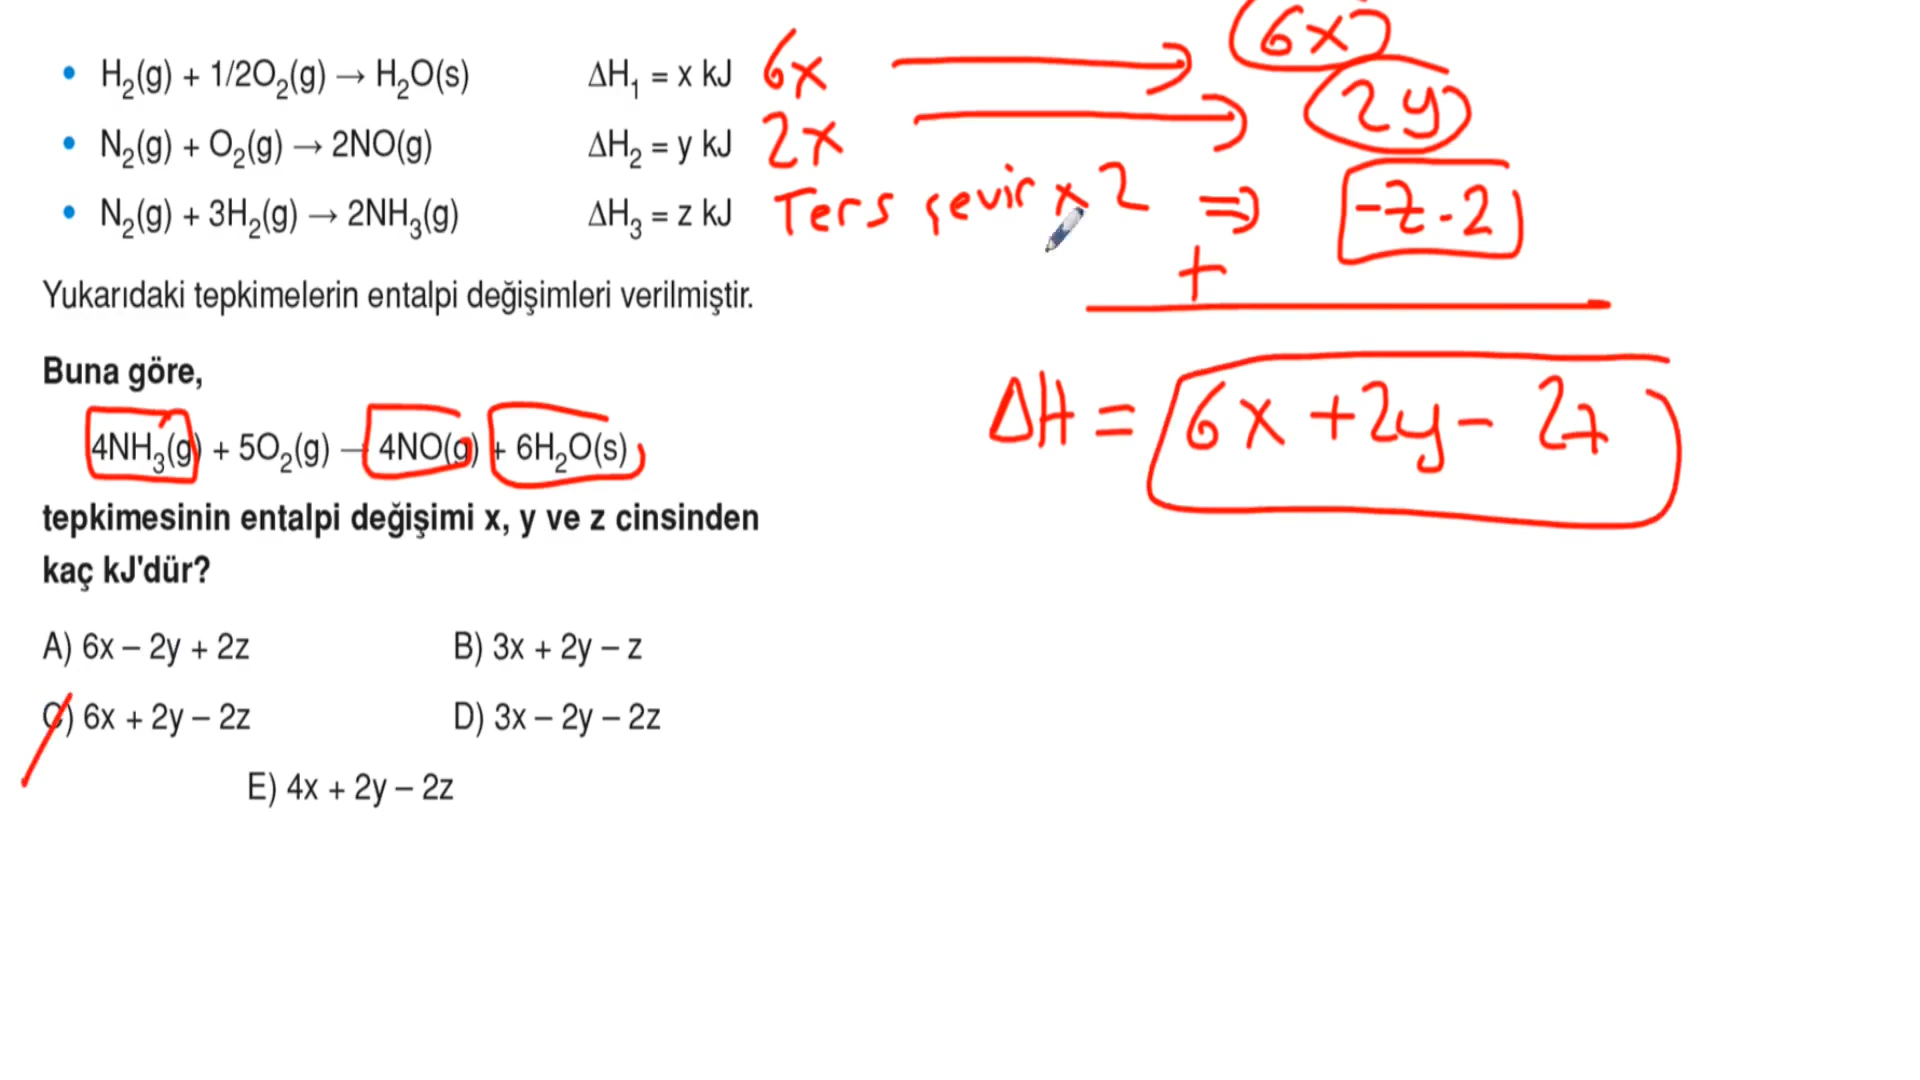 • H₂(g) + 1/2O₂(g) → H₂O(s) ΔH₁ = x kJ 6x 6x
• N₂(g) + O₂(g) → 2NO(g) ΔH₂ = y kJ 2x 2y
• N₂(g) + 3H₂(g) → 2NH₃(g) ΔH₃ = z kJ Ters çevir x 2 ⇒ -z.2
+
Yukarıdaki tepkimelerin entalpi değişimleri verilmiştir.
Buna göre,
ΔH = 6x + 2y - 2z
4NH₃(g) + 5O₂(g) → 4NO(g) + 6H₂O(s)
tepkimesinin entalpi değişimi x, y ve z cinsinden
kaç kJ'dür?
A) 6x – 2y + 2z B) 3x + 2y – z
C) 6x + 2y – 2z D) 3x – 2y – 2z
E) 4x + 2y – 2z